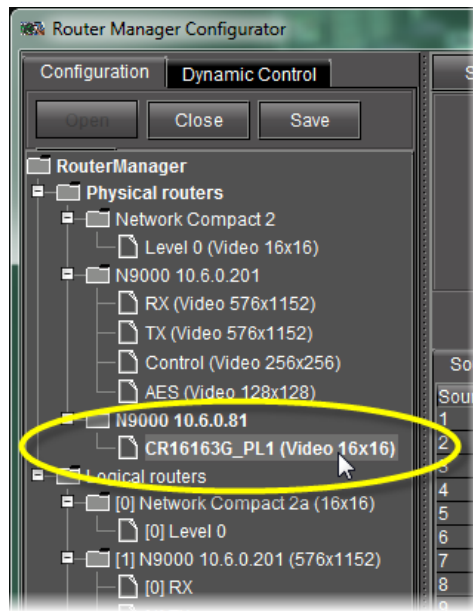 Router Manager Configurator
Configuration Dynamic Control S
Open Close Save
RouterManager
Physical routers
Network Compact 2
Level 0 (Video 16x16)
N9000 10.6.0.201
RX (Video 576x1152)
TX (Video 576x1152)
Control (Video 256x256)
So
AES (Video 128x128)
Sour
N9000 10.6.0.81
1
CR16163G_PL1 (Video 16x16)
2
3
Logical routers
4
[0] Network Compact 2a (16x16)
5
[0] Level 0
6
[1] N9000 10.6.0.201 (576x1152)
7
[0] RX
8
9